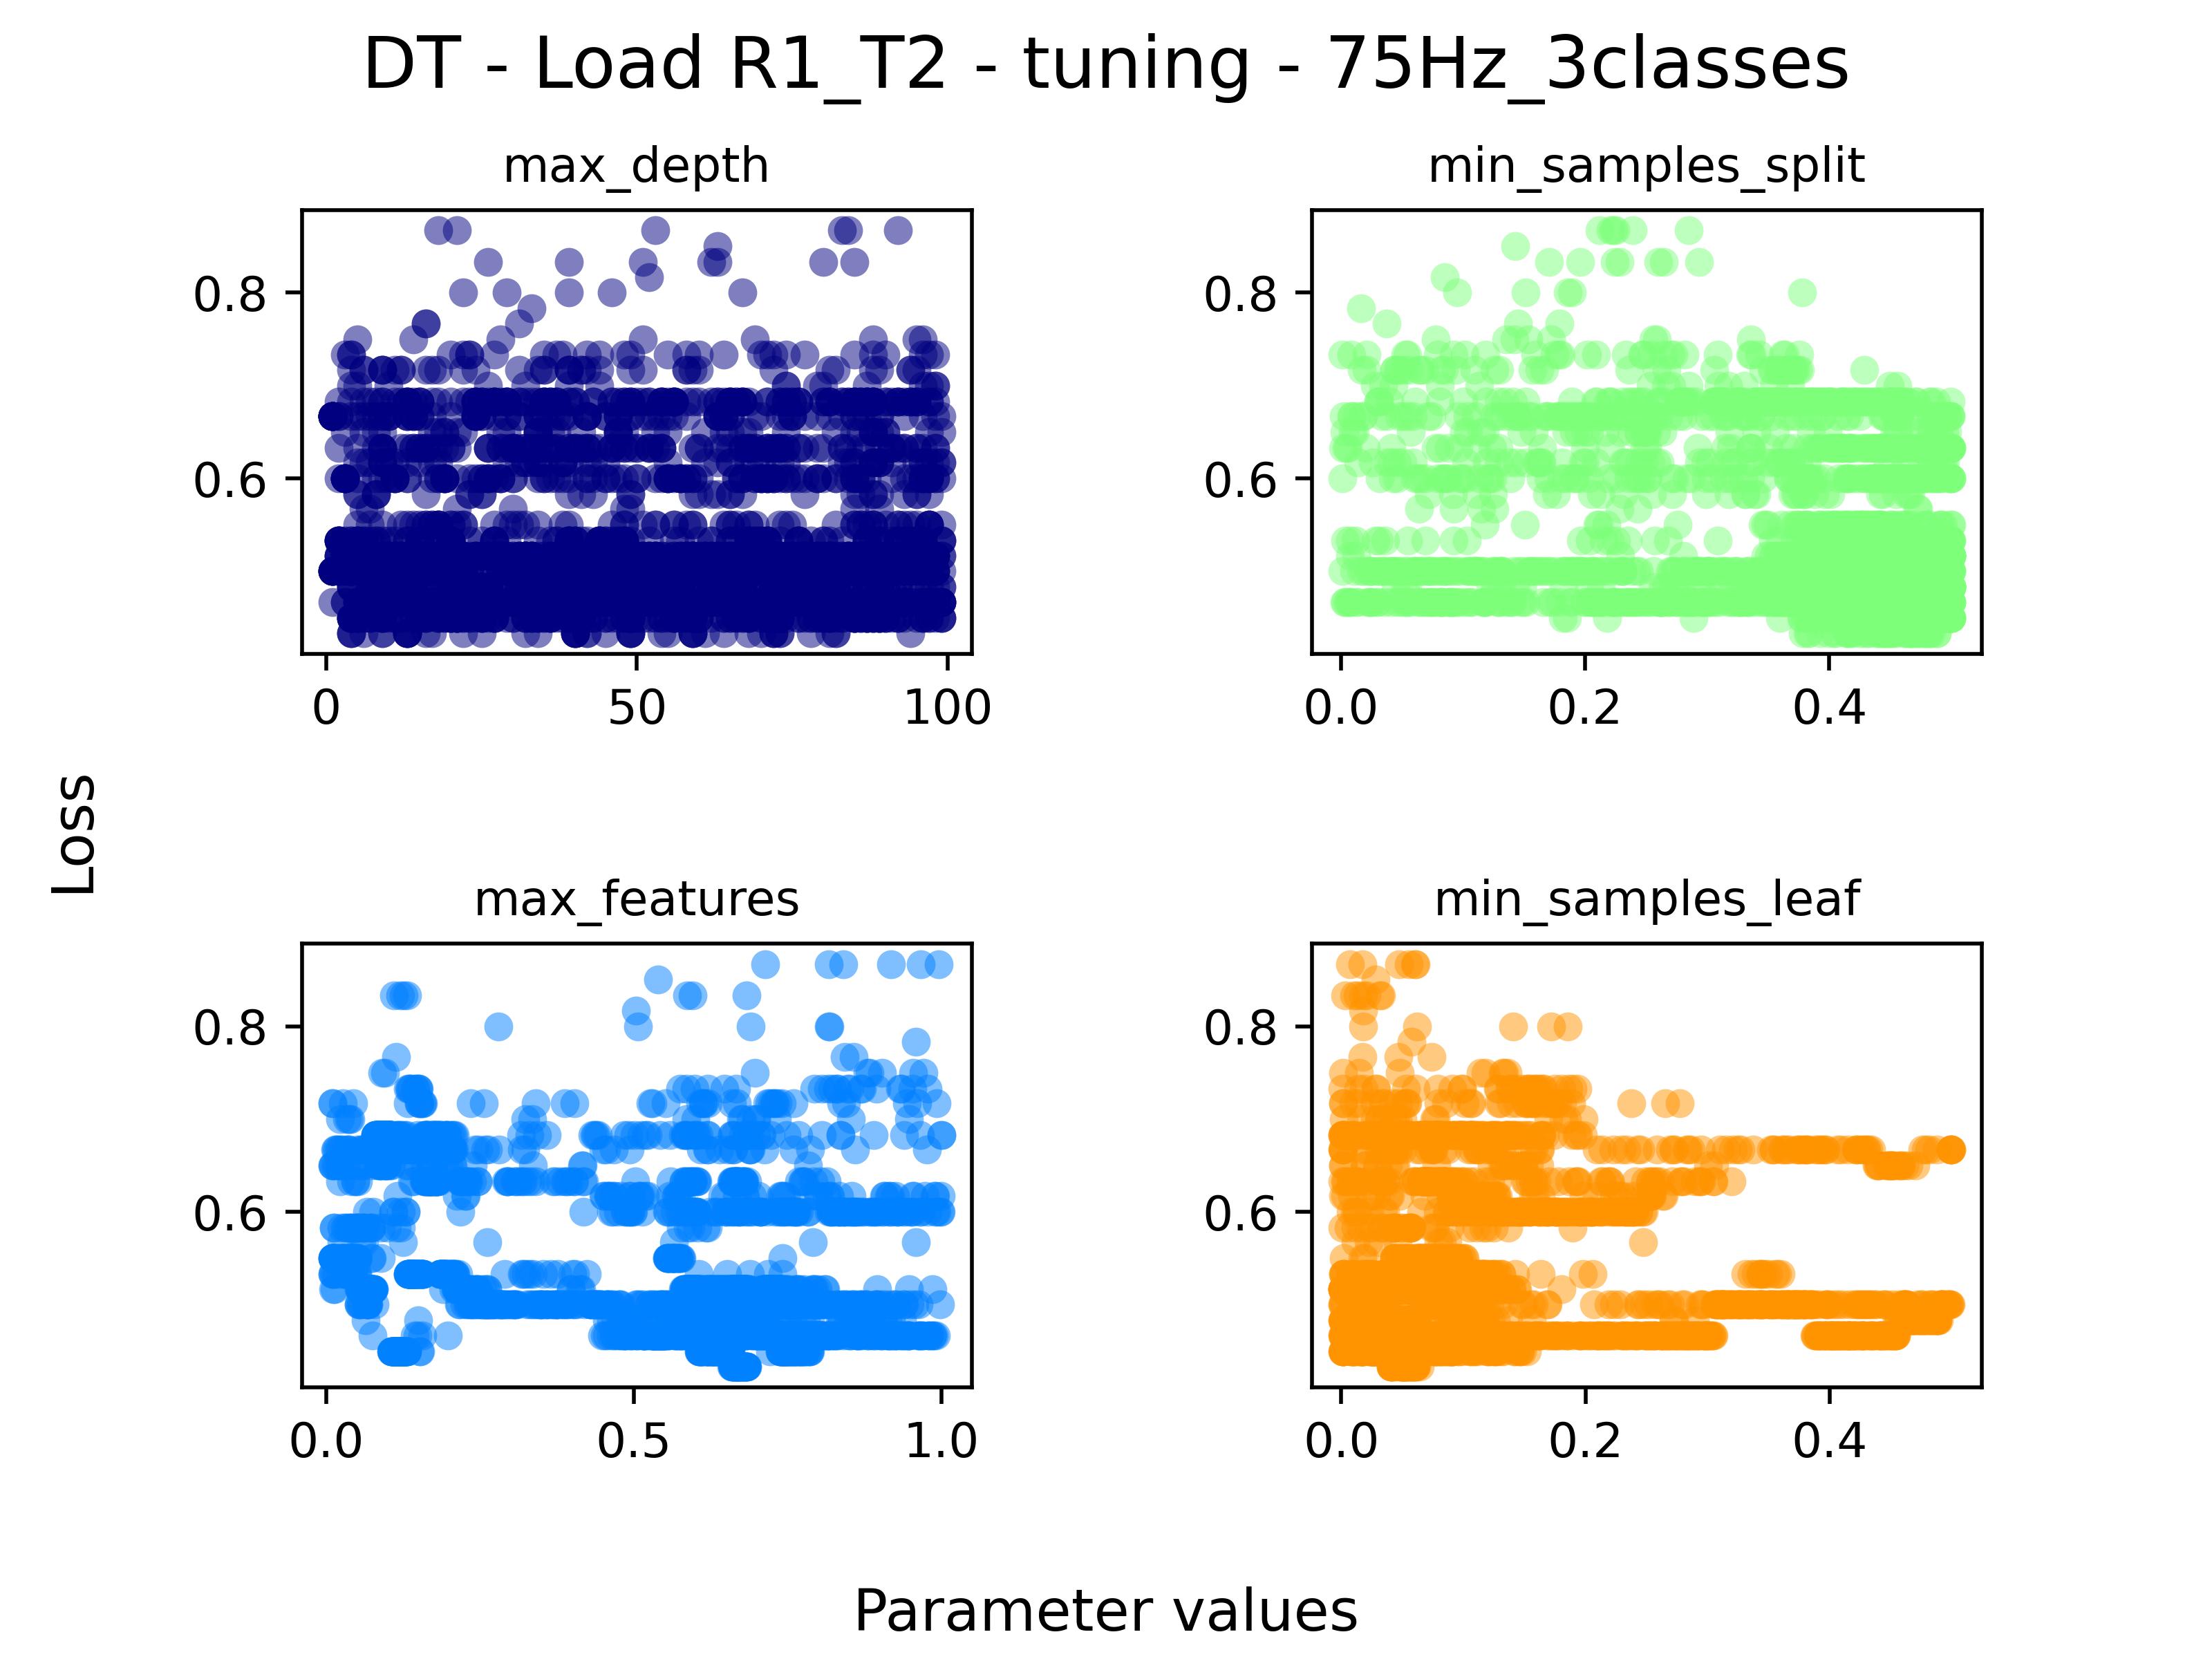 DT - Load R1_T2 - tuning - 75Hz_3classes
max_depth
min_samples_split
0.8
0.6
0
50
100
0.8
0.6
0.0
0.2
0.4
Loss
max_features
min_samples_leaf
0.8
0.6
0.0
0.5
1.0
0.8
0.6
0.0
0.2
0.4
Parameter values